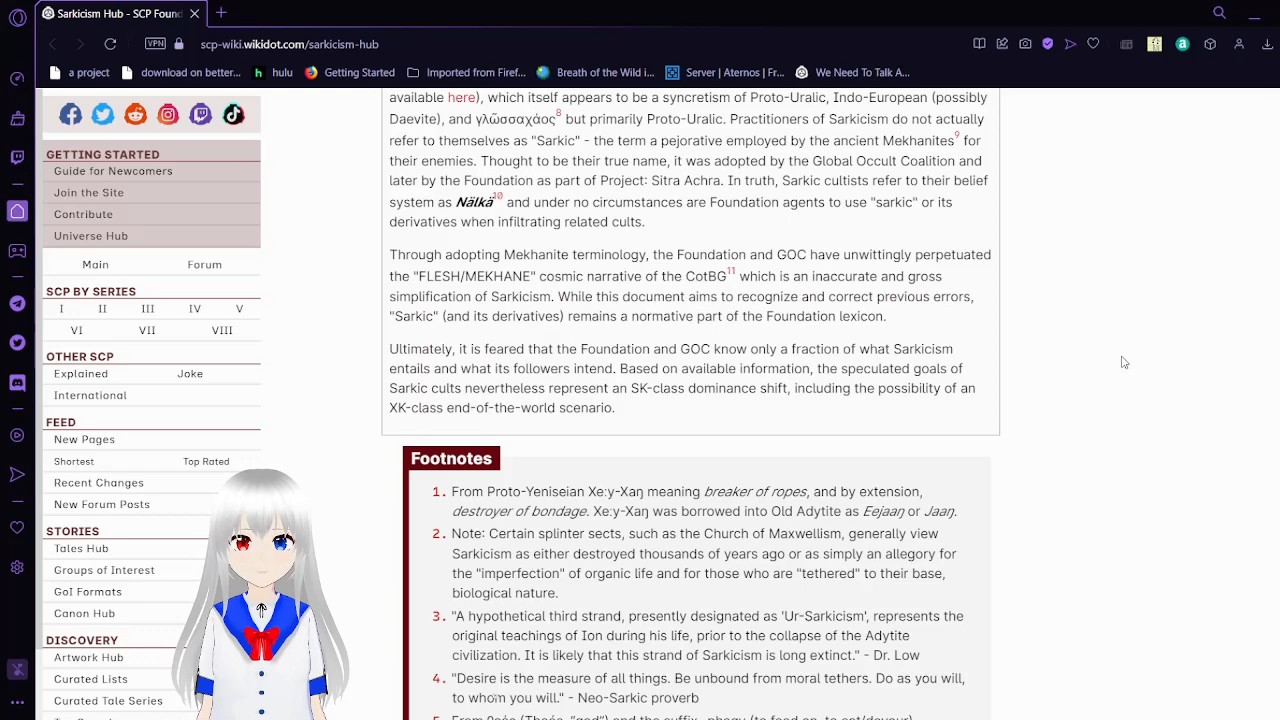 Sarkicism Hub - SCP Found
VPN
scp-wiki.wikidot.com/sarkicism-hub
a project
download on better...
hulu
Getting Started
Imported from Firef...
Breath of the Wild i...
Server | Aternos | Fr...
We Need To Talk A...
GETTING STARTED
Guide for Newcomers
Join the Site
Contribute
Universe Hub
Main Forum
SCP BY SERIES
I II III IV V
VI VII VIII
OTHER SCP
Explained Joke
International
FEED
New Pages
Shortest Top Rated
Recent Changes
New Forum Posts
STORIES
Tales Hub
Groups of Interest
GoI Formats
Canon Hub
DISCOVERY
Artwork Hub
Curated Lists
Curated Tale Series
available here), which itself appears to be a syncretism of Proto-Uralic, Indo-European (possibly
Daevite), and γλῶσσαχάος8 but primarily Proto-Uralic. Practitioners of Sarkicism do not actually
refer to themselves as "Sarkic" - the term a pejorative employed by the ancient Mekhanites9 for
their enemies. Thought to be their true name, it was adopted by the Global Occult Coalition and
later by the Foundation as part of Project: Sitra Achra. In truth, Sarkic cultists refer to their belief
system as Nälkä10 and under no circumstances are Foundation agents to use "sarkic" or its
derivatives when infiltrating related cults.
Through adopting Mekhanite terminology, the Foundation and GOC have unwittingly perpetuated
the "FLESH/MEKHANE" cosmic narrative of the CotBG11 which is an inaccurate and gross
simplification of Sarkicism. While this document aims to recognize and correct previous errors,
"Sarkic" (and its derivatives) remains a normative part of the Foundation lexicon.
Ultimately, it is feared that the Foundation and GOC know only a fraction of what Sarkicism
entails and what its followers intend. Based on available information, the speculated goals of
Sarkic cults nevertheless represent an SK-class dominance shift, including the possibility of an
XK-class end-of-the-world scenario.
Footnotes
1. From Proto-Yeniseian Xe:y-Xaŋ meaning breaker of ropes, and by extension,
destroyer of bondage. Xe:y-Xaŋ was borrowed into Old Adytite as Eejaaŋ or Jaaŋ.
2. Note: Certain splinter sects, such as the Church of Maxwellism, generally view
Sarkicism as either destroyed thousands of years ago or as simply an allegory for
the "imperfection" of organic life and for those who are "tethered" to their base,
biological nature.
3. "A hypothetical third strand, presently designated as 'Ur-Sarkicism', represents the
original teachings of Ion during his life, prior to the collapse of the Adytite
civilization. It is likely that this strand of Sarkicism is long extinct." - Dr. Low
4. "Desire is the measure of all things. Be unbound from moral tethers. Do as you will,
to whom you will." - Neo-Sarkic proverb